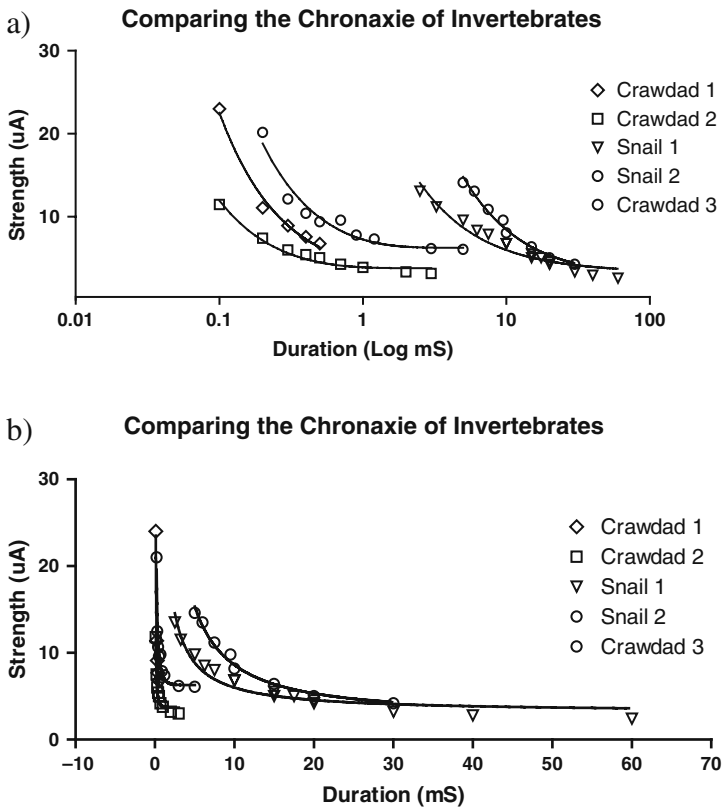 a)
Comparing the Chronaxie of Invertebrates
30
20
10
Strength (uA)
0.01 0.1 1 10 100
Duration (Log mS)
Crawdad 1
Crawdad 2
Snail 1
Snail 2
Crawdad 3
b)
Comparing the Chronaxie of Invertebrates
30
20
10
0
Strength (uA)
–10 0 10 20 30 40 50 60 70
Duration (mS)
Crawdad 1
Crawdad 2
Snail 1
Snail 2
Crawdad 3